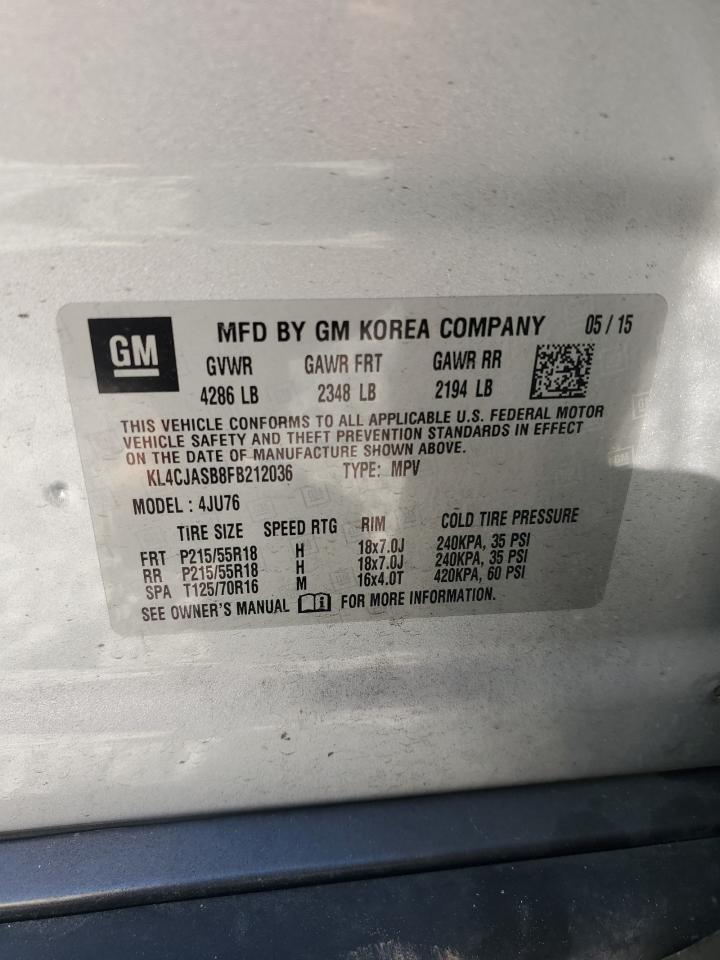 GM MFD BY GM KOREA COMPANY 05 / 15
GVWR GAWR FRT GAWR RR
4286 LB 2348 LB 2194 LB
THIS VEHICLE CONFORMS TO ALL APPLICABLE U.S. FEDERAL MOTOR
VEHICLE SAFETY AND THEFT PREVENTION STANDARDS IN EFFECT
ON THE DATE OF MANUFACTURE SHOWN ABOVE.
KL4CJASB8FB212036 TYPE: MPV
MODEL : 4JU76
TIRE SIZE SPEED RTG RIM COLD TIRE PRESSURE
FRT P215/55R18 H 18x7.0J 240KPA, 35 PSI
RR P215/55R18 H 18x7.0J 240KPA, 35 PSI
SPA T125/70R16 M 16x4.0T 420KPA, 60 PSI
SEE OWNER'S MANUAL FOR MORE INFORMATION.